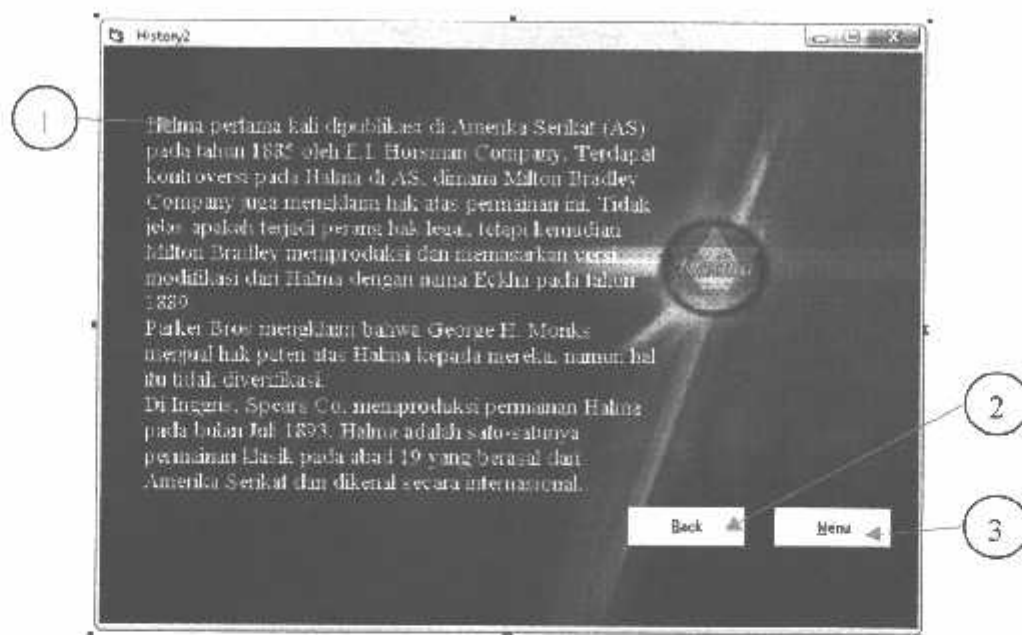 History2
1
Halma pertama kali dipublikasi di Amerika Serikat (AS)
pada tahun 1885 oleh E.I. Horsman Company. Terdapat
kontroversi pada Halma di AS, dimana Milton Bradley
Company juga mengklaim hak atas permainan ini. Tidak
jelas apakah terjadi perang hak legal, tetapi kemudian
Milton Bradley memproduksi dan memasarkan versi
modifikasi dari Halma dengan nama Eckha pada tahun
1889
Parker Bros mengklaim bahwa George H. Monks
menjual hak paten atas Halma kepada mereka, namun hal
itu tidak diverifikasi.
Di Inggris, Spears Co. memproduksi permainan Halma
pada bulan Juli 1893. Halma adalah satu-satunya
permainan klasik pada abad 19 yang berasal dari
Amerika Serikat dan dikenal secara internasional.
2
Back
Menu
3